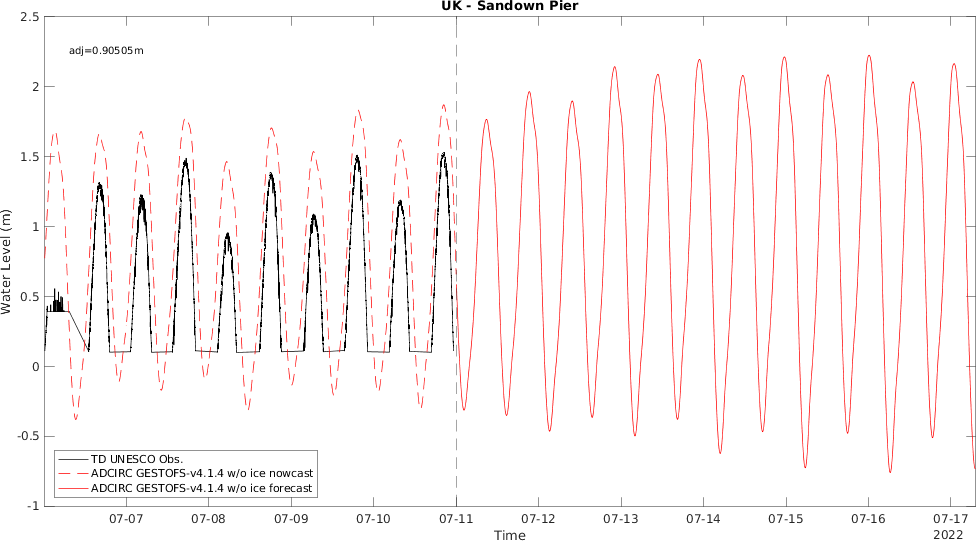 UK - Sandown Pier
adj=0.90505m
Water Level (m)
2.5
2
1.5
1
0.5
0
-0.5
-1
TD UNESCO Obs.
ADCIRC GESTOFS-v4.1.4 w/o ice nowcast
ADCIRC GESTOFS-v4.1.4 w/o ice forecast
07-07 07-08 07-09 07-10 07-11 07-12 07-13 07-14 07-15 07-16 07-17
Time
2022